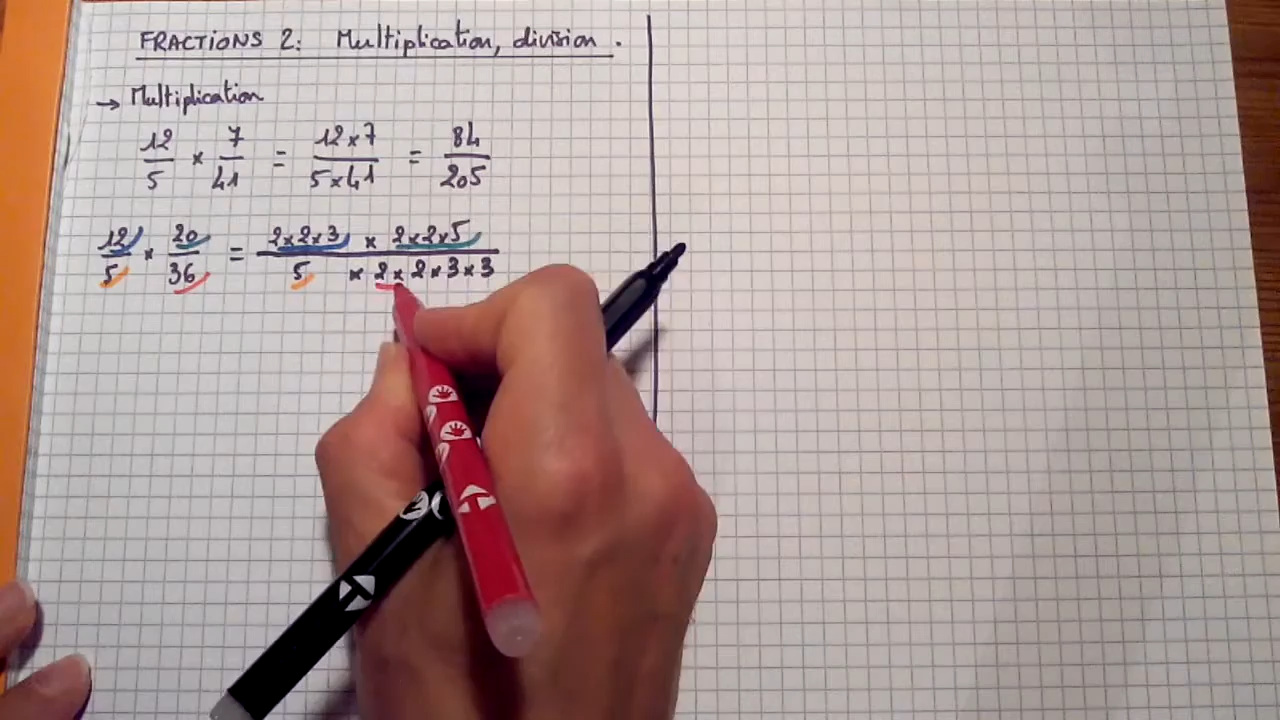 FRACTIONS 2: Multiplication, division.
→ Multiplication
12/5 × 7/41 = 12×7/5×41 = 84/205
12/5 × 20/36 = 2×2×3 × 2×2×5/5 × 2×2×3×3